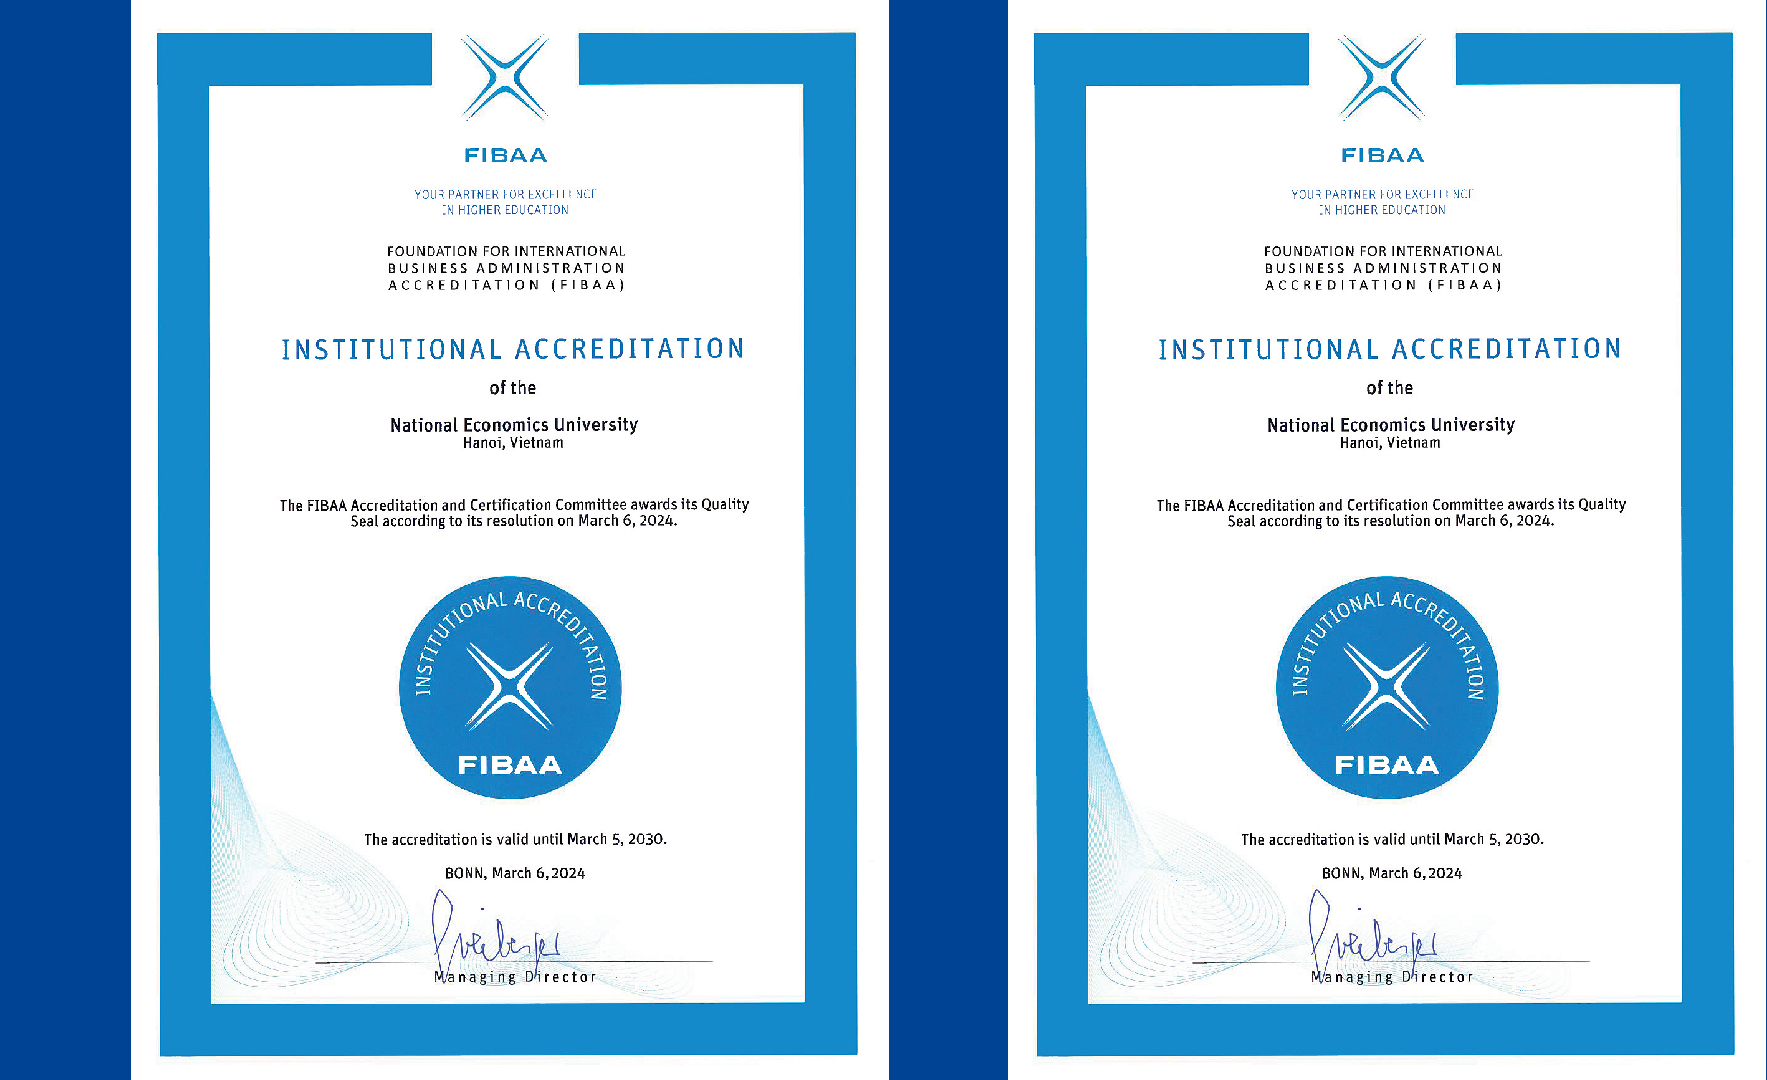 FIBAA
YOUR PARTNER FOR EXCELLENCE
IN HIGHER EDUCATION
FOUNDATION FOR INTERNATIONAL
BUSINESS ADMINISTRATION
ACCREDITATION (FIBAA)
INSTITUTIONAL ACCREDITATION
of the
National Economics University
Hanoi, Vietnam
The FIBAA Accreditation and Certification Committee awards its Quality
Seal according to its resolution on March 6, 2024.
INSTITUTIONAL ACCREDITATION
FIBAA
The accreditation is valid until March 5, 2030.
BONN, March 6, 2024
Managing Director
FIBAA
YOUR PARTNER FOR EXCELLENCE
IN HIGHER EDUCATION
FOUNDATION FOR INTERNATIONAL
BUSINESS ADMINISTRATION
ACCREDITATION (FIBAA)
INSTITUTIONAL ACCREDITATION
of the
National Economics University
Hanoi, Vietnam
The FIBAA Accreditation and Certification Committee awards its Quality
Seal according to its resolution on March 6, 2024.
INSTITUTIONAL ACCREDITATION
FIBAA
The accreditation is valid until March 5, 2030.
BONN, March 6, 2024
Managing Director